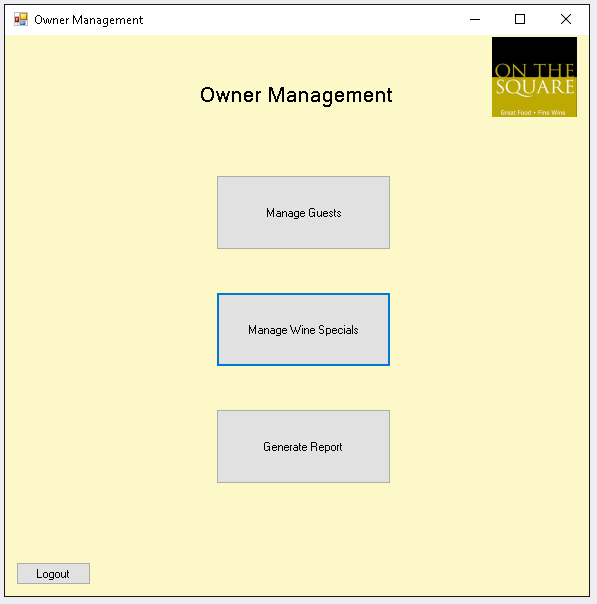 Owner Management
ON THE
SQUARE
Great Food • Fine Wine
Owner Management
Manage Guests
Manage Wine Specials
Generate Report
Logout